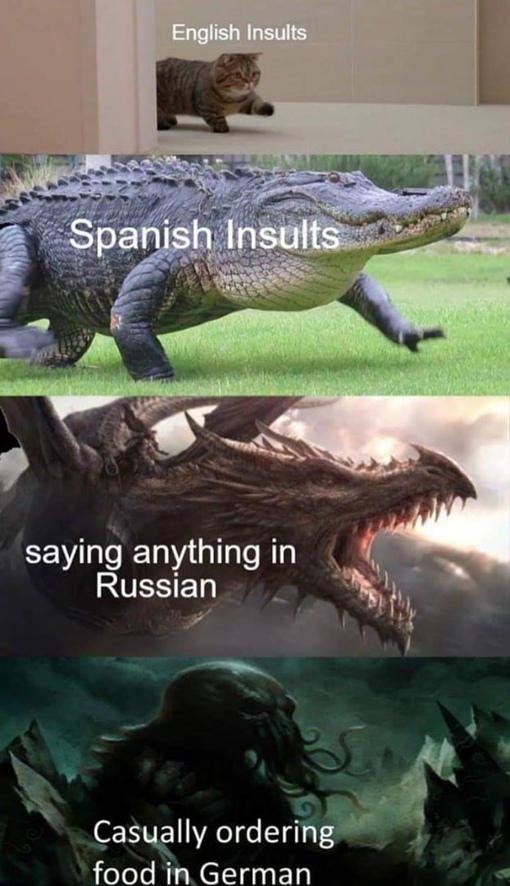 English Insults
Spanish Insults
saying anything in
Russian
Casually ordering
food in German